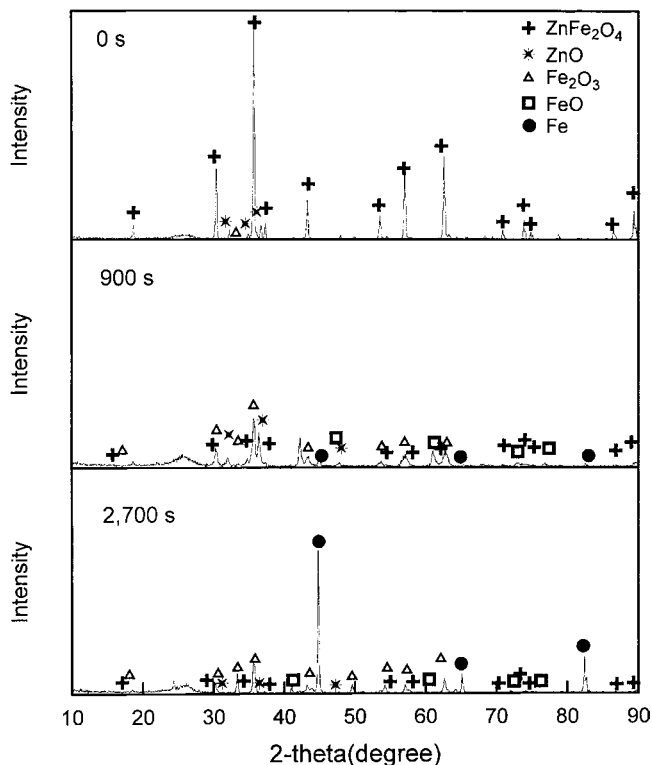 0 s
Intensity
ZnFe₂O₄
ZnO
Fe₂O₃
FeO
Fe
900 s
Intensity
2,700 s
Intensity
10 20 30 40 50 60 70 80 90
2-theta(degree)